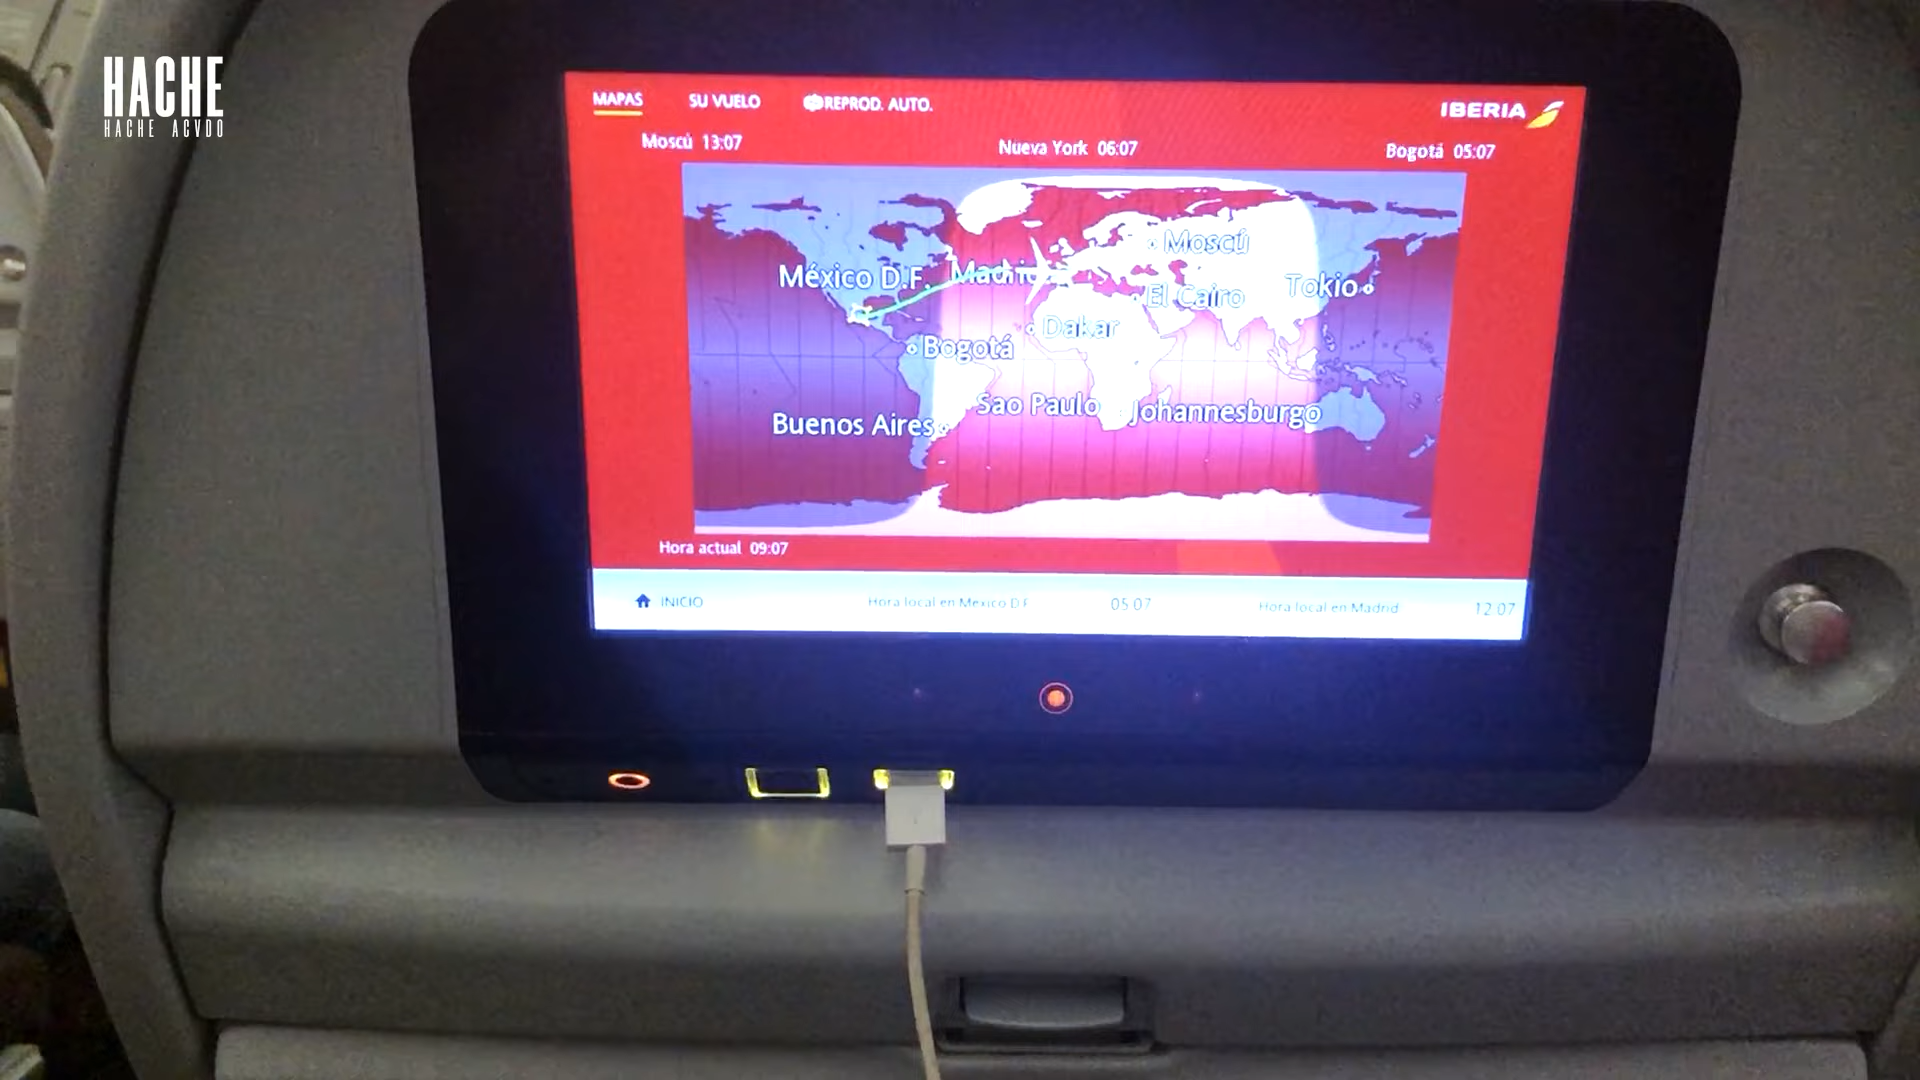 HACHE
HACHE AGVDO
MAPAS SU VUELO REPROD. AUTO. IBERIA
Moscú 13:07 Nueva York 06:07 Bogotá 05:07
Moscú
México D.F. Madrid
El Cairo Tokio
Dakar
Bogotá
Sao Paulo Johannesburgo
Buenos Aires
Hora actual 09:07
INICIO Hora local en México D.F. 05:07 Hora local en Madrid 12:07